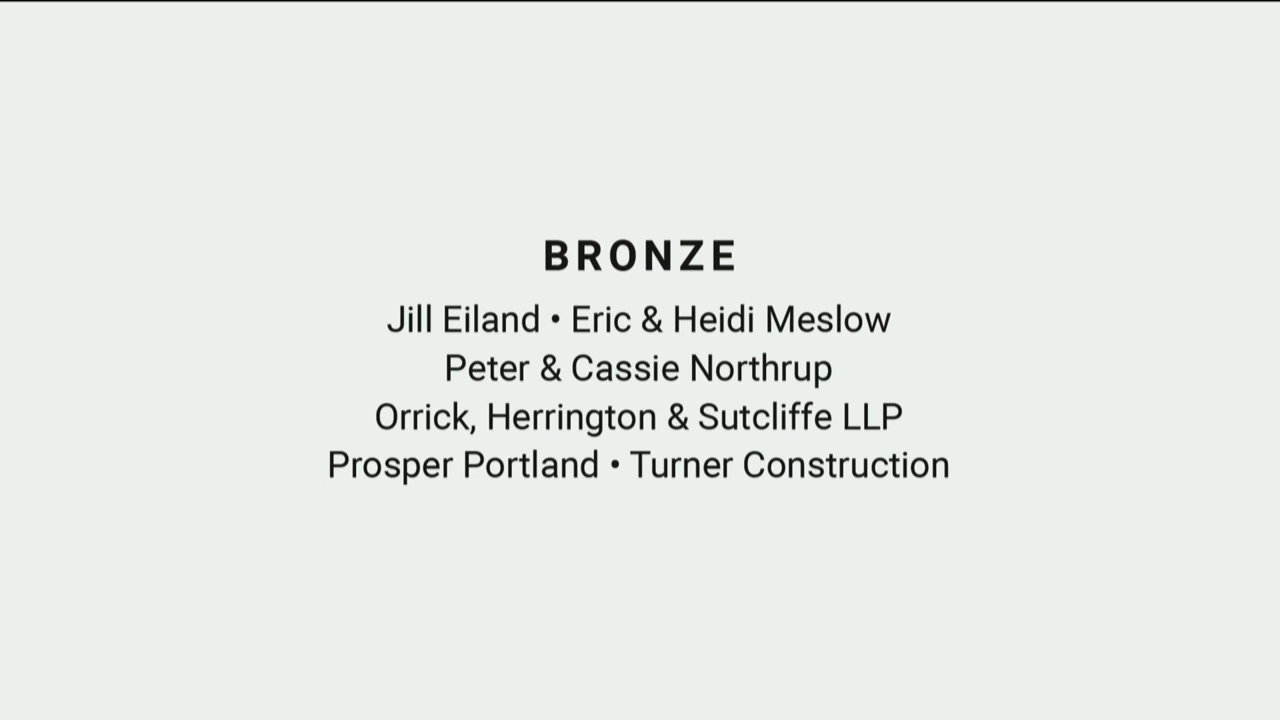 BRONZE
Jill Eiland • Eric & Heidi Meslow
Peter & Cassie Northrup
Orrick, Herrington & Sutcliffe LLP
Prosper Portland • Turner Construction